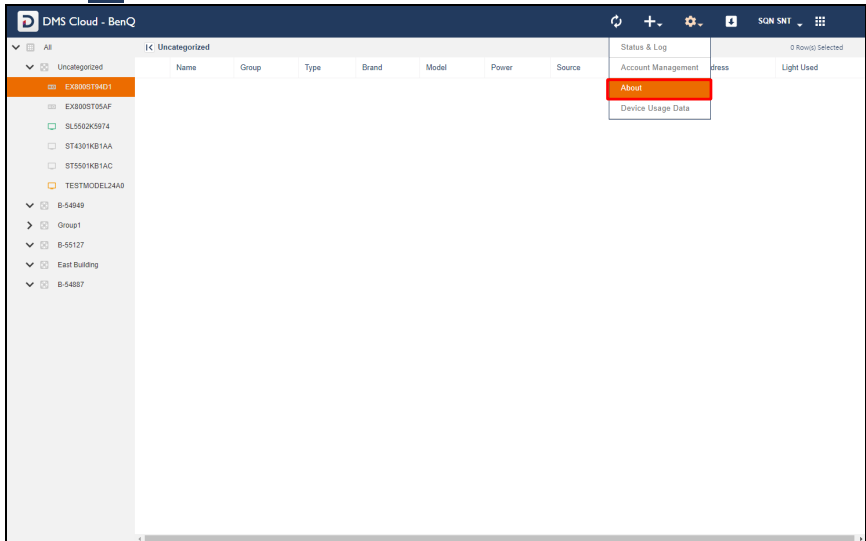 DMS Cloud - BenQ
SQN SNT
All
Uncategorized
EX800ST94D1
EX800ST05AF
SL5502K5974
ST4301KB1AA
ST5501KB1AC
TESTMODEL24A0
B-54949
Group1
B-55127
East Building
B-54887
Uncategorized
0 Row(s) Selected
Name Group Type Brand Model Power Source dress Light Used
Status & Log
Account Management
About
Device Usage Data